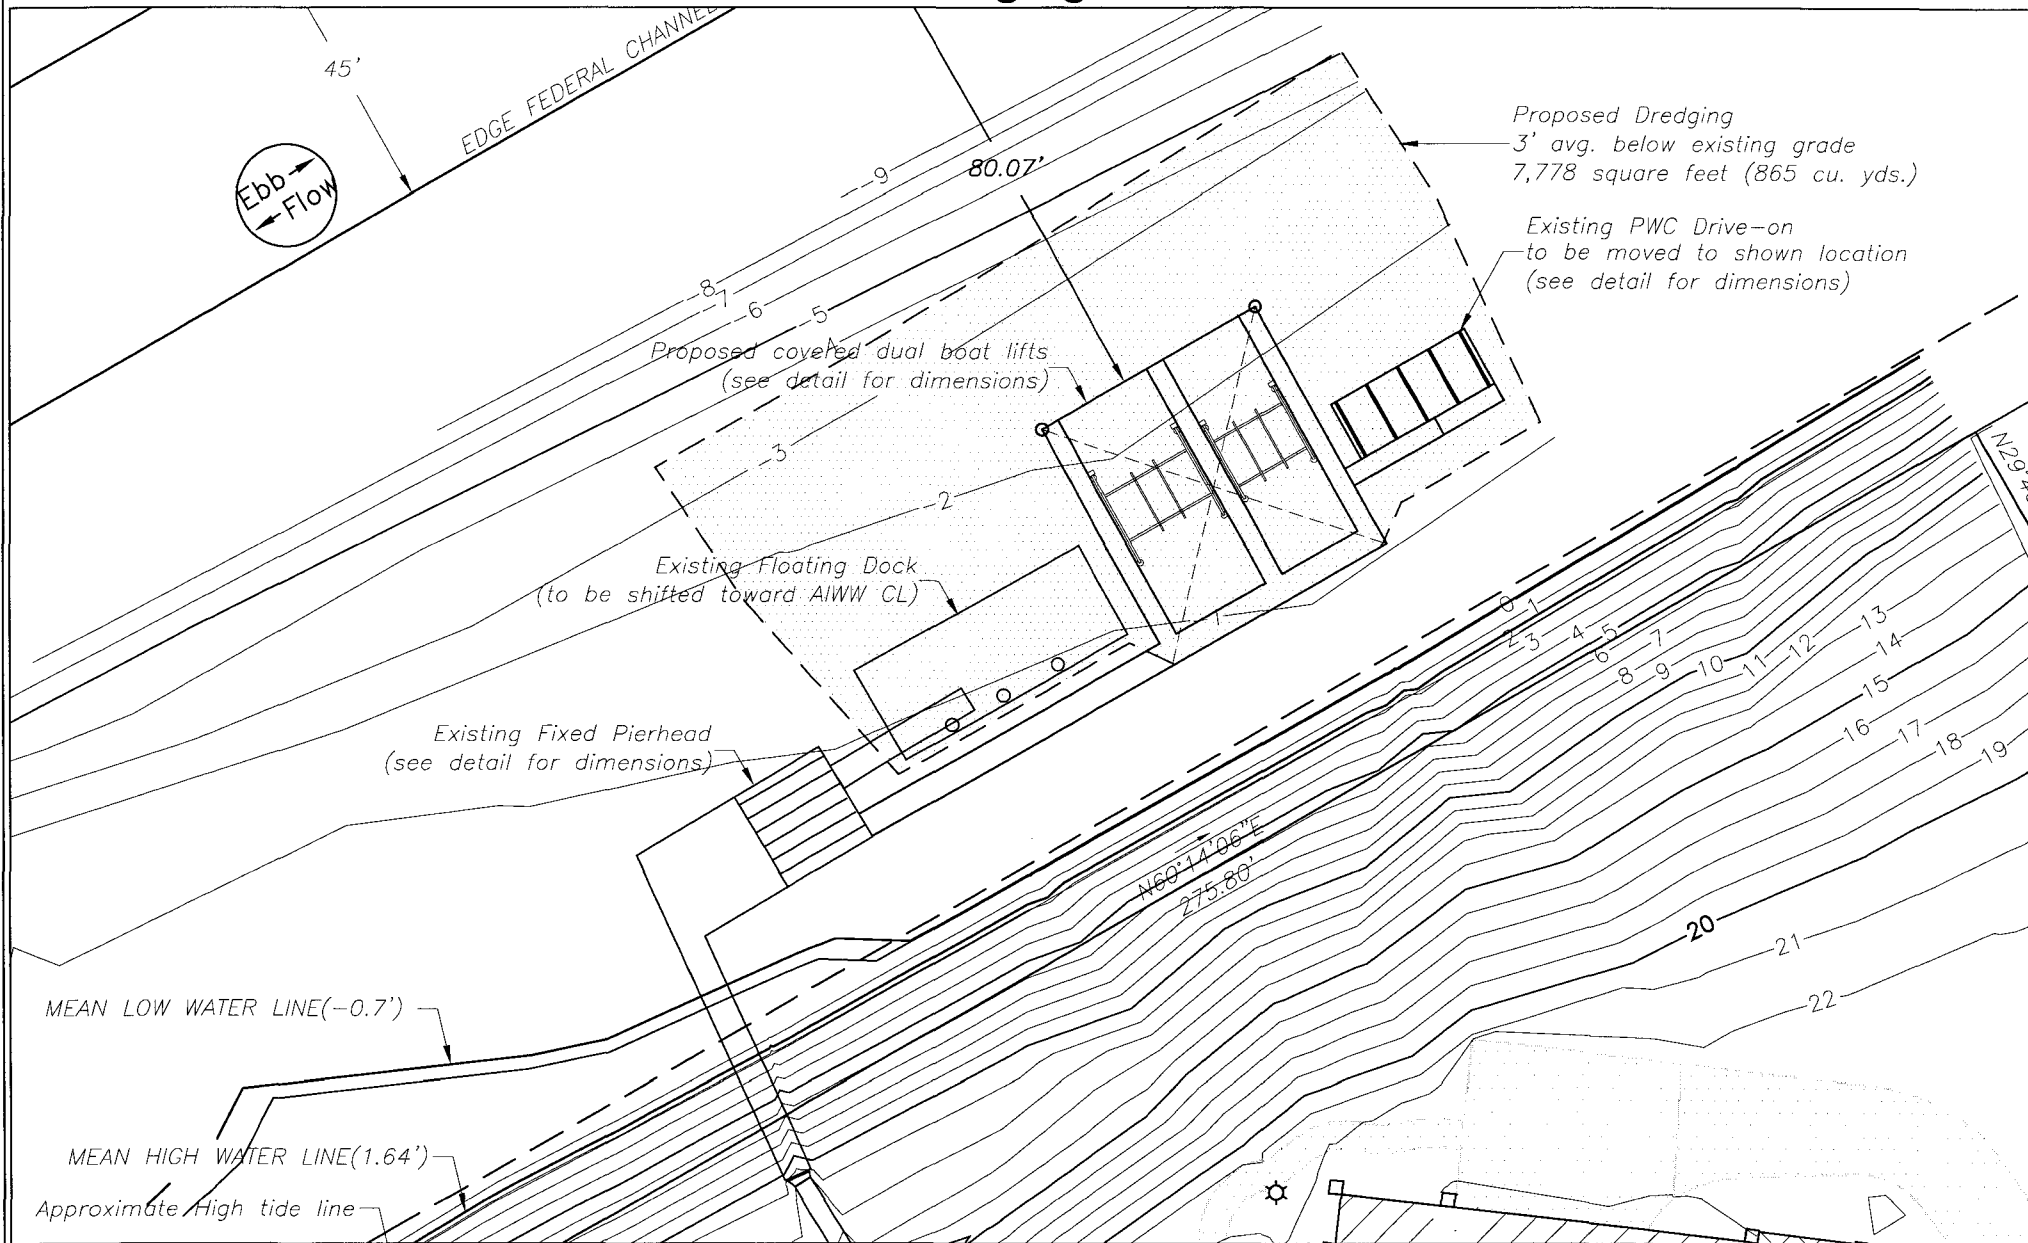 45'
EDGE FEDERAL CHANNEL
Ebb
Flow
80.07'
Proposed Dredging
3' avg. below existing grade
7,778 square feet (865 cu. yds.)
Existing PWC Drive-on
to be moved to shown location
(see detail for dimensions)
-9
-8
-7
-6
-5
-4
-3
-2
Proposed covered dual boat lifts
(see detail for dimensions)
Existing Floating Dock
(to be shifted toward AIWW CL)
Existing Fixed Pierhead
(see detail for dimensions)
0
1
2
3
4
5
6
7
8
9
10
11
12
13
14
15
16
17
18
19
20
21
22
N60°14'06"E
275.80'
MEAN LOW WATER LINE(-0.7')
MEAN HIGH WATER LINE(1.64')
Approximate High tide line